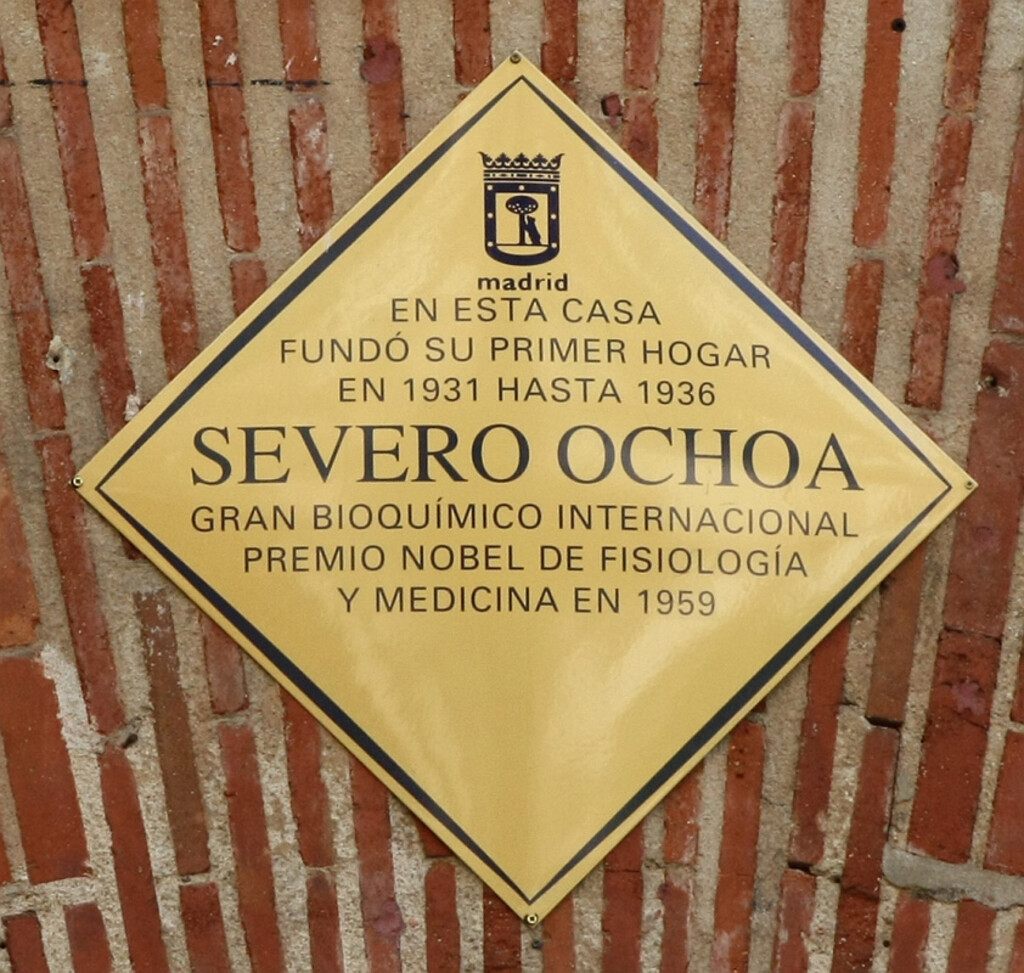 madrid
EN ESTA CASA
FUNDÓ SU PRIMER HOGAR
EN 1931 HASTA 1936
SEVERO OCHOA
GRAN BIOQUÍMICO INTERNACIONAL
PREMIO NOBEL DE FISIOLOGÍA
Y MEDICINA EN 1959